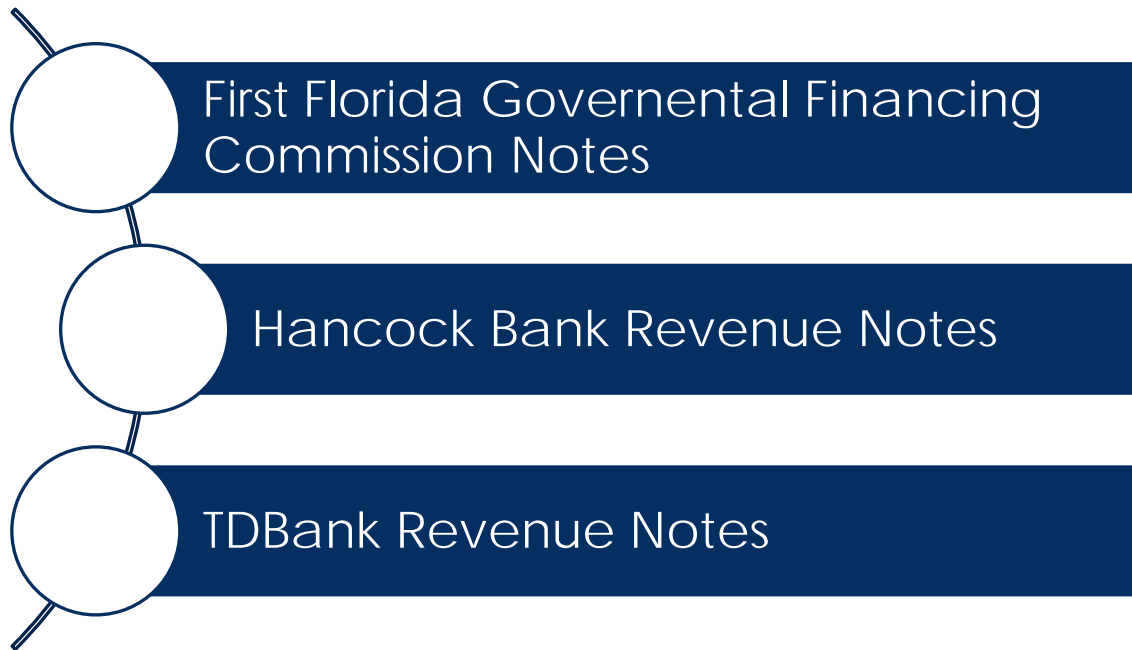 First Florida Governental Financing
Commission Notes
Hancock Bank Revenue Notes
TDBank Revenue Notes